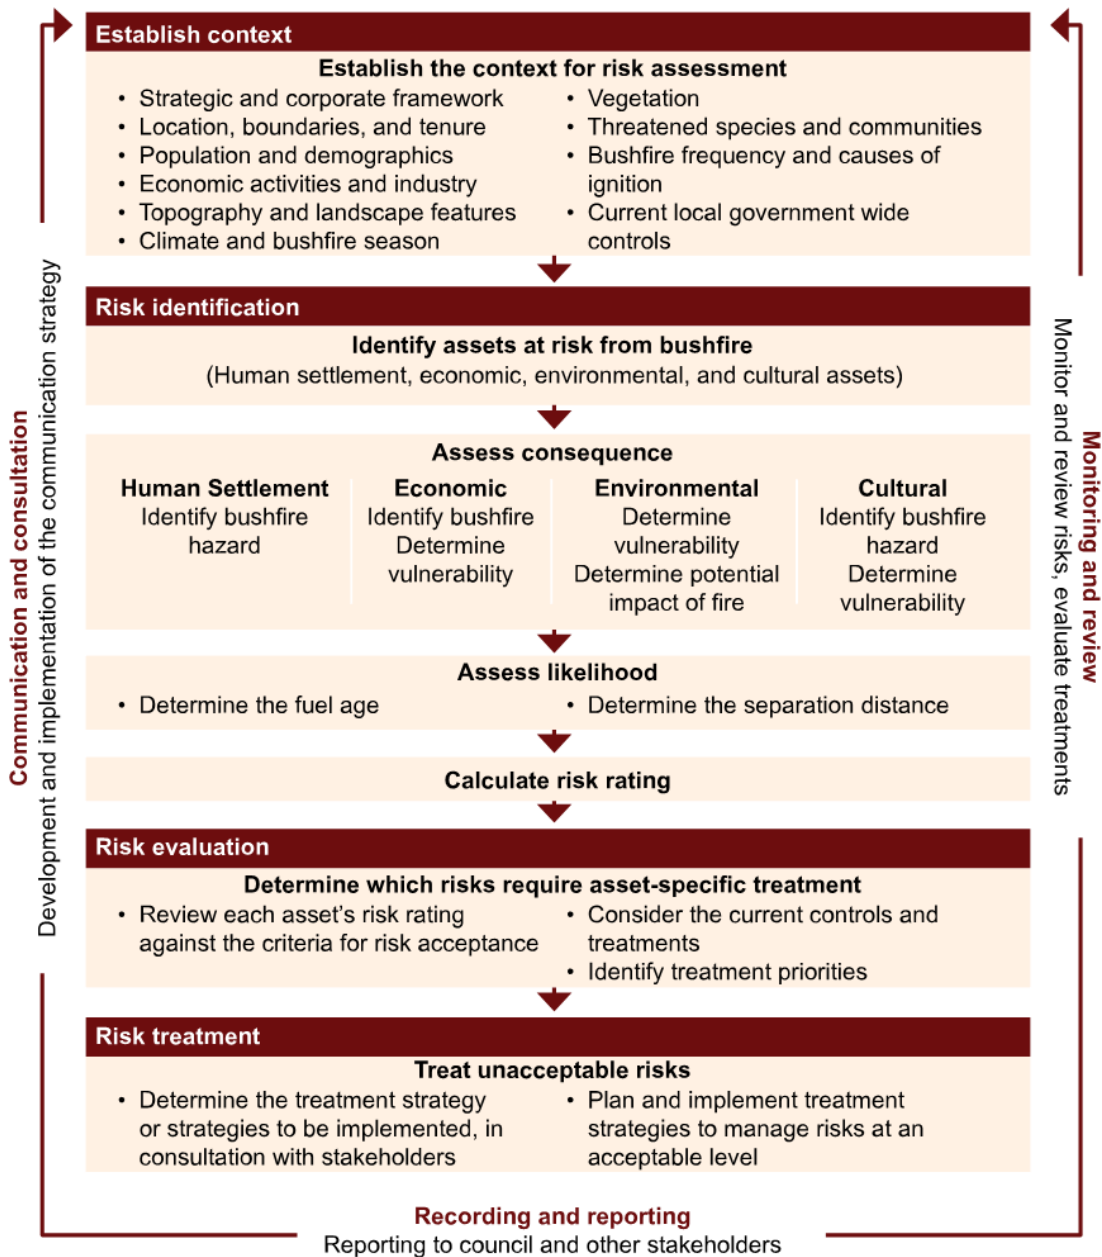 Establish context
Establish the context for risk assessment
• Strategic and corporate framework
• Location, boundaries, and tenure
• Population and demographics
• Economic activities and industry
• Topography and landscape features
• Climate and bushfire season
• Vegetation
• Threatened species and communities
• Bushfire frequency and causes of
ignition
• Current local government wide
controls
Risk identification
Identify assets at risk from bushfire
(Human settlement, economic, environmental, and cultural assets)
Assess consequence
Human Settlement
Identify bushfire
hazard
Economic
Identify bushfire
Determine
vulnerability
Environmental
Determine
vulnerability
Determine potential
impact of fire
Cultural
Identify bushfire
hazard
Determine
vulnerability
Assess likelihood
• Determine the fuel age
• Determine the separation distance
Calculate risk rating
Risk evaluation
Determine which risks require asset-specific treatment
• Review each asset's risk rating
against the criteria for risk acceptance
• Consider the current controls and
treatments
• Identify treatment priorities
Risk treatment
Treat unacceptable risks
• Determine the treatment strategy
or strategies to be implemented, in
consultation with stakeholders
• Plan and implement treatment
strategies to manage risks at an
acceptable level
Communication and consultation
Development and implementation of the communication strategy
Monitoring and review
Monitor and review risks, evaluate treatments
Recording and reporting
Reporting to council and other stakeholders